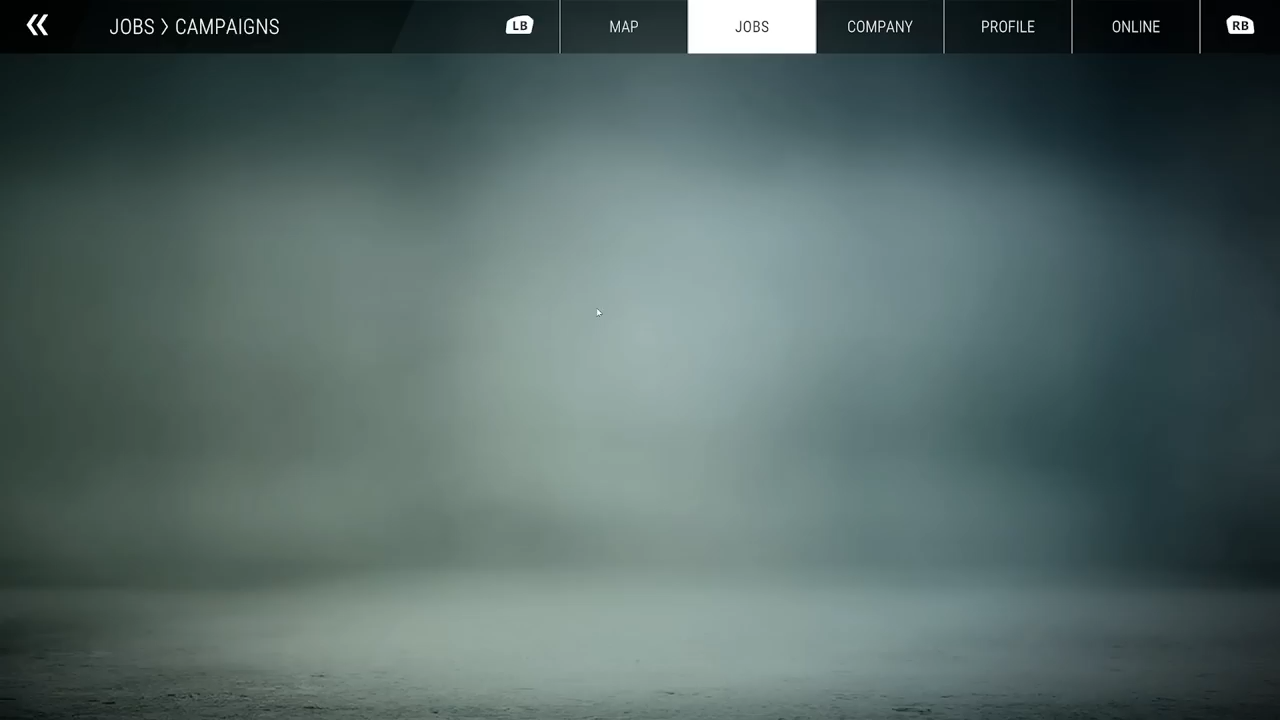 JOBS > CAMPAIGNS
LB
MAP
JOBS
COMPANY
PROFILE
ONLINE
RB